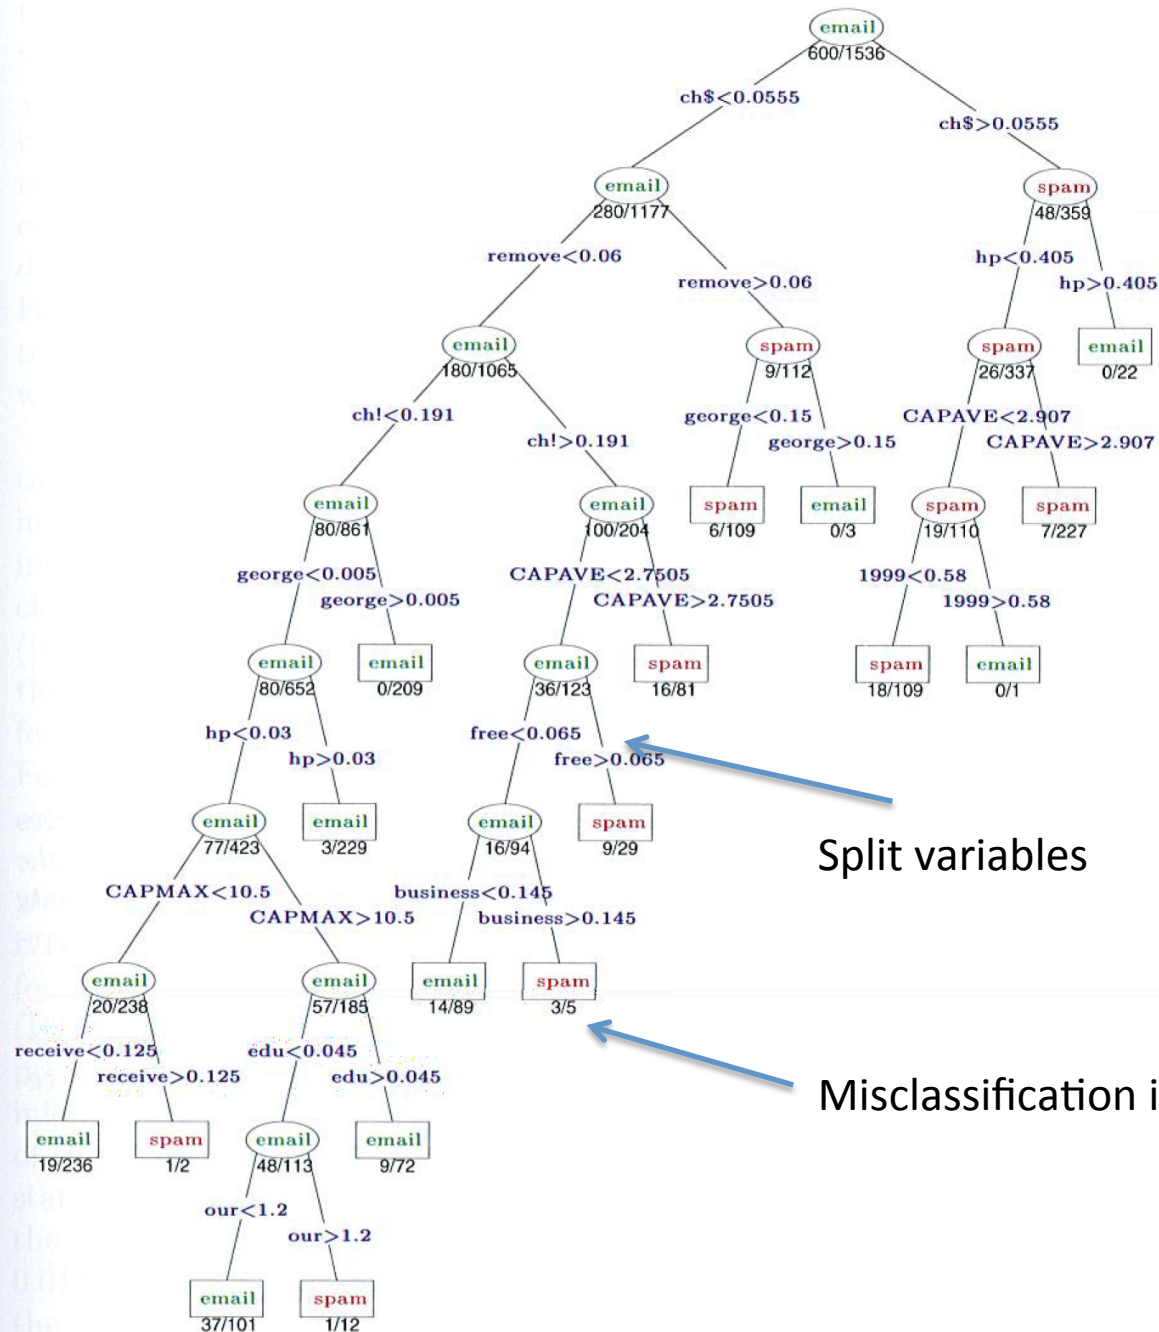 email
600/1536
ch$<0.0555
ch$>0.0555
email
280/1177
spam
48/359
remove<0.06
remove>0.06
hp<0.405
hp>0.405
email
180/1065
spam
9/112
spam
26/337
email
0/22
ch!<0.191
ch!>0.191
george<0.15
george>0.15
CAPAVE<2.907
CAPAVE>2.907
email
80/861
email
100/204
spam
6/109
email
0/3
spam
19/110
spam
7/227
george<0.005
george>0.005
CAPAVE<2.7505
CAPAVE>2.7505
1999<0.58
1999>0.58
email
80/652
email
0/209
email
36/123
spam
16/81
spam
18/109
email
0/1
hp<0.03
hp>0.03
free<0.065
free>0.065
email
77/423
email
3/229
email
16/94
spam
9/29
Split variables
CAPMAX<10.5
CAPMAX>10.5
business<0.145
business>0.145
email
20/238
email
57/185
email
14/89
spam
3/5
receive<0.125
receive>0.125
edu<0.045
edu>0.045
Misclassification i
email
19/236
spam
1/2
email
48/113
email
9/72
our<1.2
our>1.2
email
37/101
spam
1/12